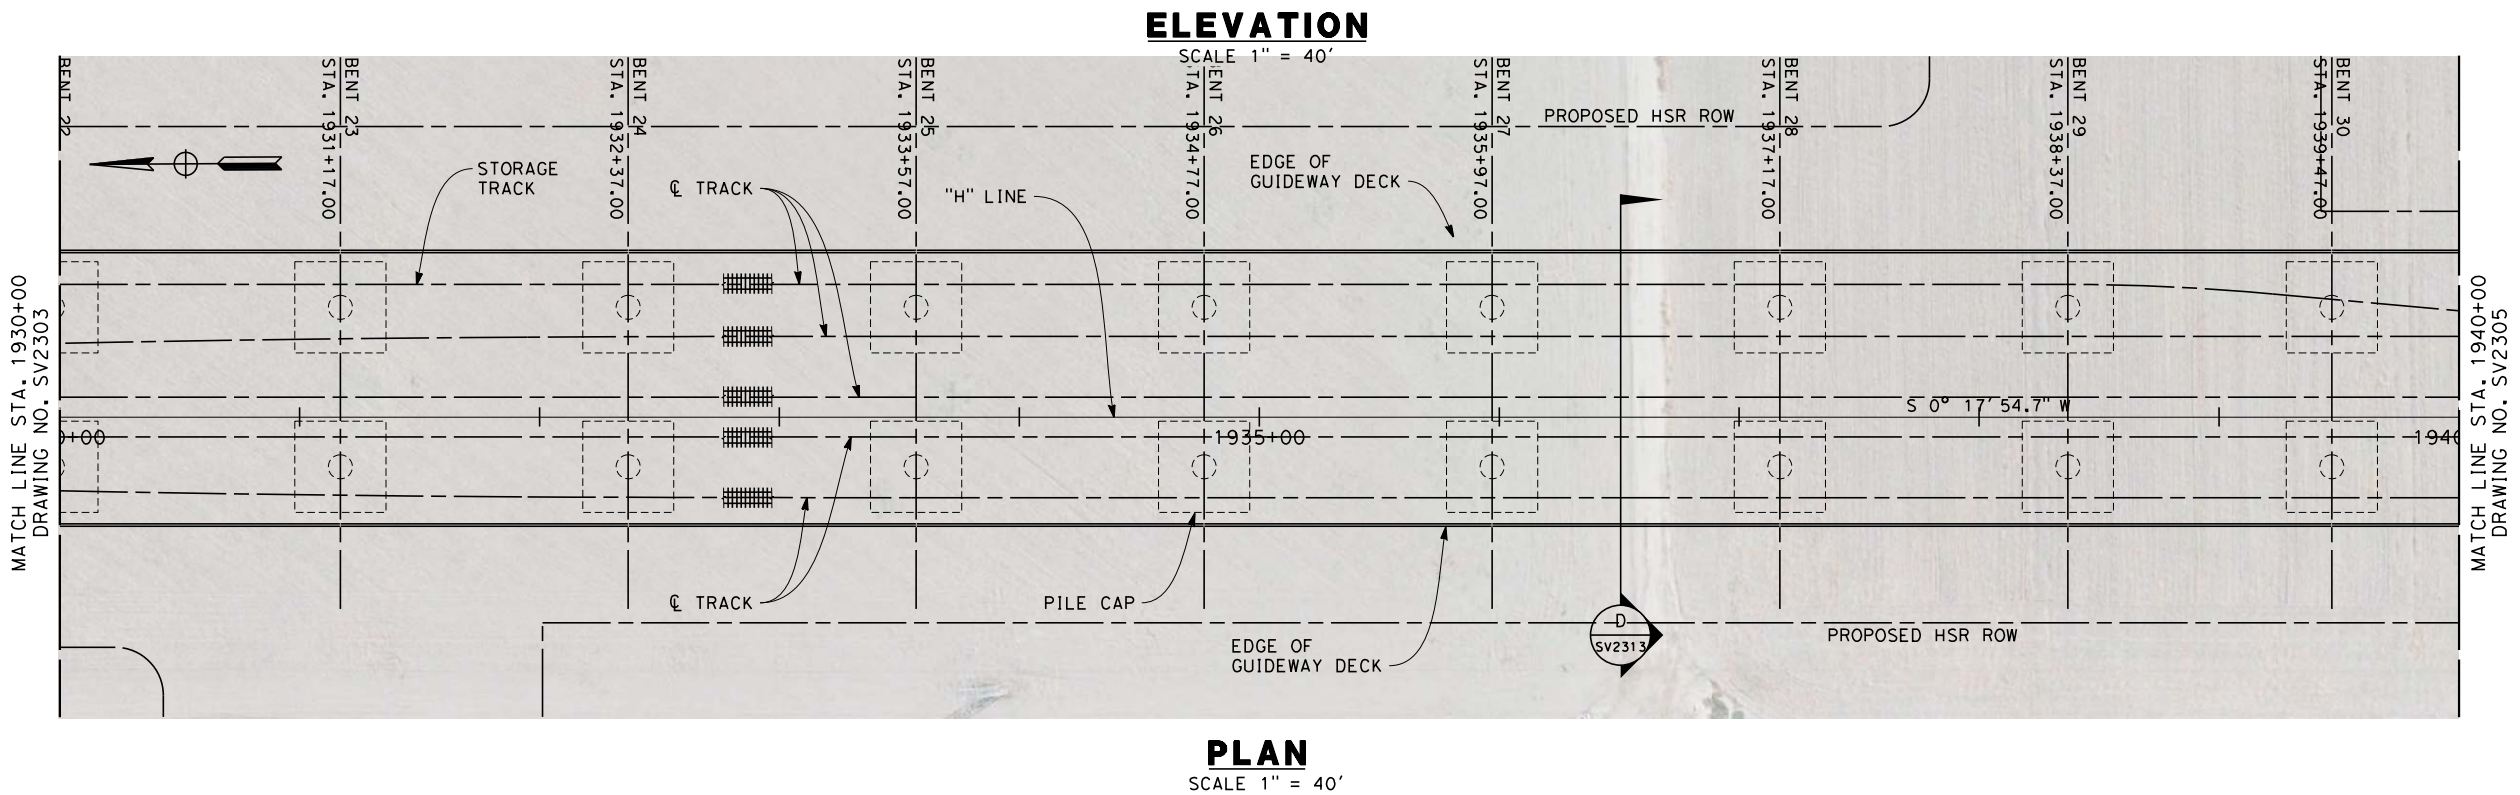 ELEVATION
SCALE 1" = 40'
BENT 22
BENT 23
STA. 1931+17.00
BENT 24
STA. 1932+37.00
BENT 25
STA. 1933+57.00
ENT 26
TA. 1934+77.00
BENT 27
STA. 1935+97.00
BENT 28
STA. 1937+17.00
BENT 29
STA. 1938+37.00
BENT 30
STA. 1939+47.00
PROPOSED HSR ROW
STORAGE
TRACK
℄ TRACK
"H" LINE
EDGE OF
GUIDEWAY DECK
MATCH LINE STA. 1930+00
DRAWING NO. SV2303
MATCH LINE STA. 1940+00
DRAWING NO. SV2305
S 0° 17' 54.7" W
0+00
1935+00
1940
℄ TRACK
PILE CAP
EDGE OF
GUIDEWAY DECK
D
SV2313
PROPOSED HSR ROW
PLAN
SCALE 1" = 40'